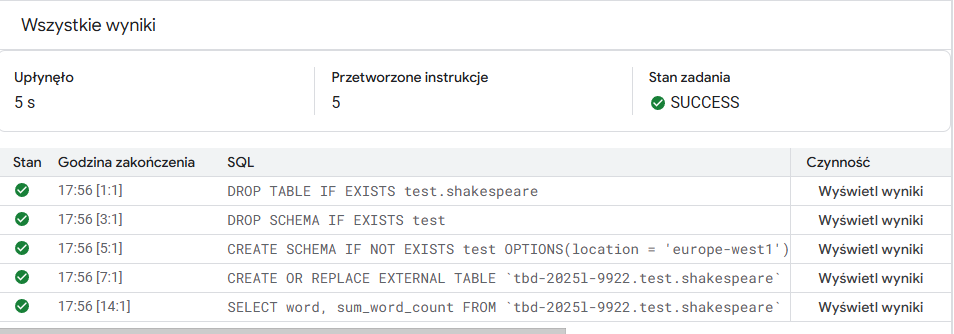 Wszystkie wyniki
Upłynęło Przetworzone instrukcje Stan zadania
5 s 5 SUCCESS
Stan Godzina zakończenia SQL Czynność
17:56 [1:1] DROP TABLE IF EXISTS test.shakespeare Wyświetl wyniki
17:56 [3:1] DROP SCHEMA IF EXISTS test Wyświetl wyniki
17:56 [5:1] CREATE SCHEMA IF NOT EXISTS test OPTIONS(location = 'europe-west1') Wyświetl wyniki
17:56 [7:1] CREATE OR REPLACE EXTERNAL TABLE `tbd-2025l-9922.test.shakespeare` Wyświetl wyniki
17:56 [14:1] SELECT word, sum_word_count FROM `tbd-2025l-9922.test.shakespeare` Wyświetl wyniki